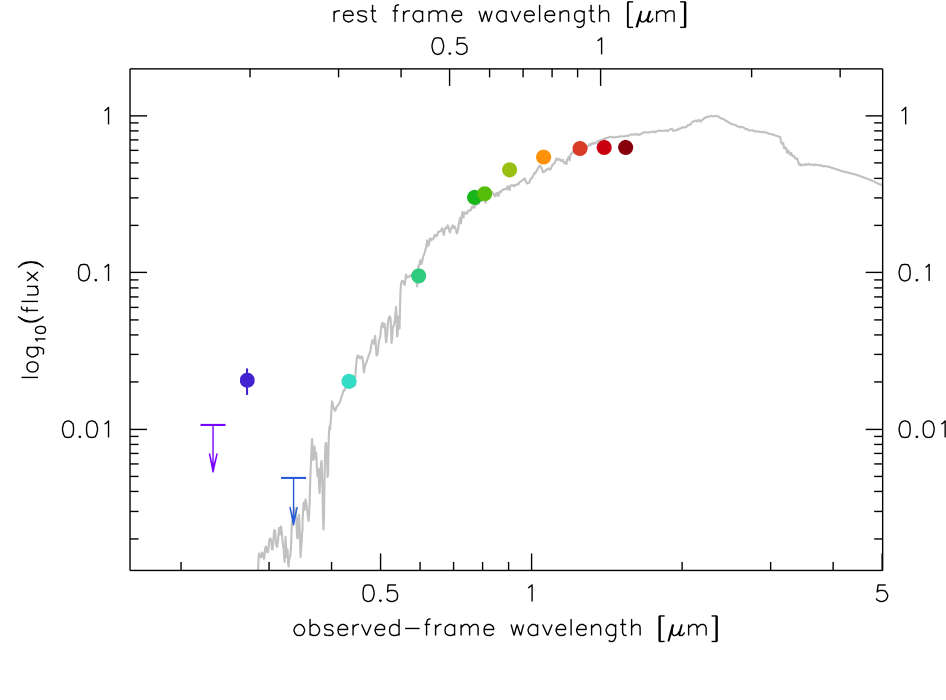 rest frame wavelength [μm]
0.5 1
1 1
0.1 0.1
0.01 0.01
log10(flux)
0.5 1 5
observed-frame wavelength [μm]